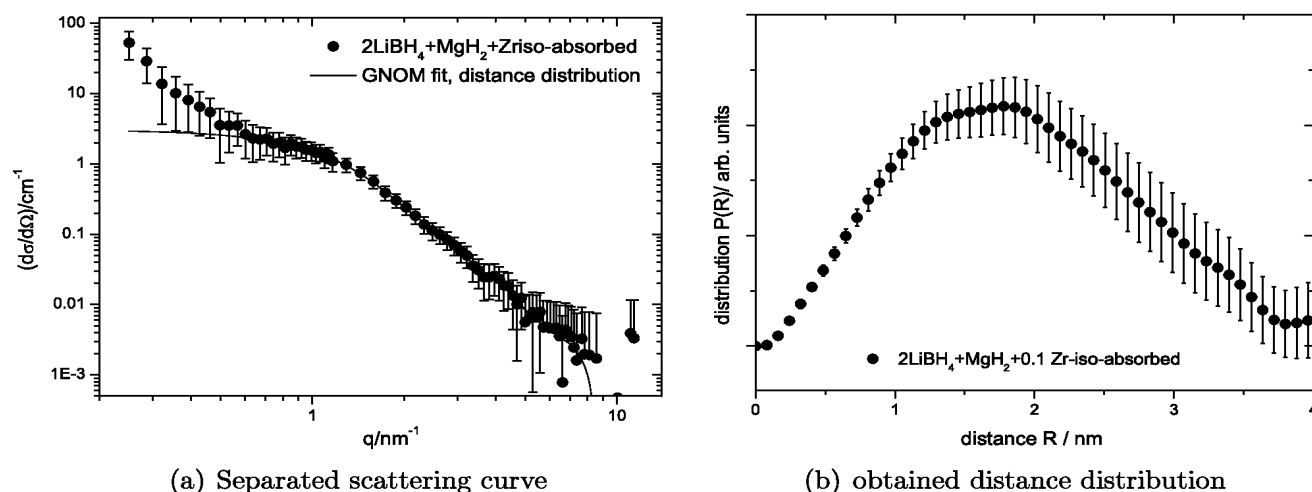 100
10
1
0.1
0.01
1E-3
(dσ/dΩ)/cm⁻¹
2LiBH₄+MgH₂+Zriso-absorbed
GNOM fit, distance distribution
1
10
q/nm⁻¹
(a) Separated scattering curve
distribution P(R)/ arb. units
2LiBH₄+MgH₂+0.1 Zr-iso-absorbed
0
1
2
3
4
distance R / nm
(b) obtained distance distribution